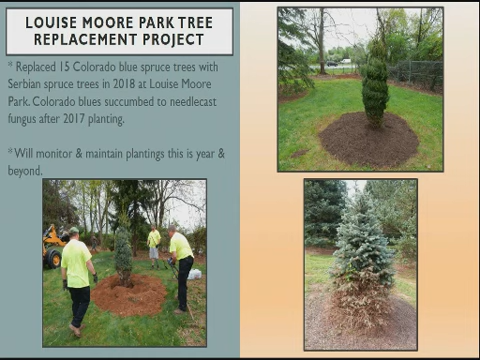 LOUISE MOORE PARK TREE
REPLACEMENT PROJECT
* Replaced 15 Colorado blue spruce trees with
Serbian spruce trees in 2018 at Louise Moore
Park. Colorado blues succumbed to needlecast
fungus after 2017 planting.
* Will monitor & maintain plantings this is year &
beyond.